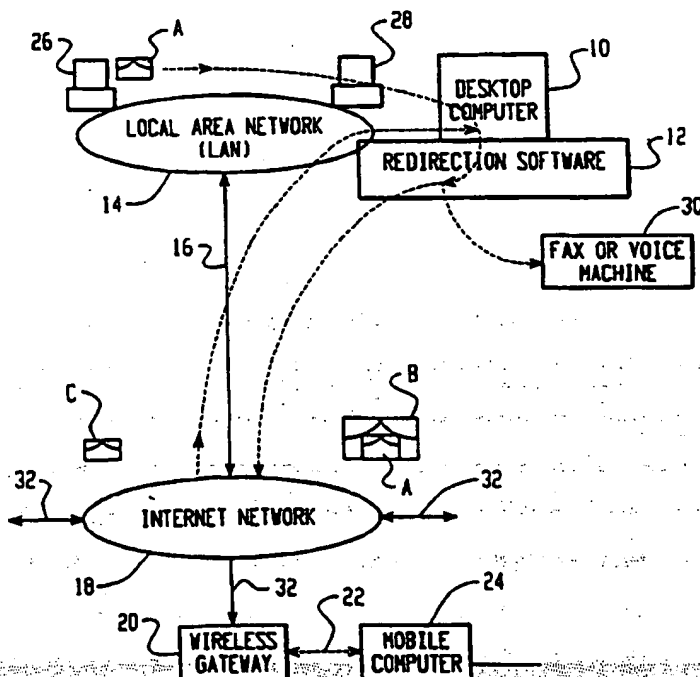 26
A
28
10
DESKTOP
COMPUTER
LOCAL AREA NETWORK
(LAN)
12
REDIRECTION SOFTWARE
14
30
16
FAX OR VOICE
MACHINE
B
C
A
32
32
INTERNET NETWORK
18
32
24
20
22
WIRELESS
GATEWAY
MOBILE
COMPUTER